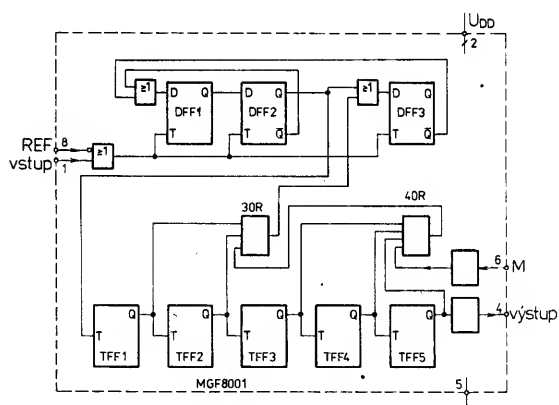 U_DD
2
≥1
D Q
DFF1
T
D Q
DFF2
T Q̅
≥1
D
DFF3
T Q̅
REF 8
vstup 1
≥1
30R
40R
6 M
Q
T
TFF1
Q
T
TFF2
Q
T
TFF3
Q
T
TFF4
Q
T
TFF5
4 výstup
MGF8001
5